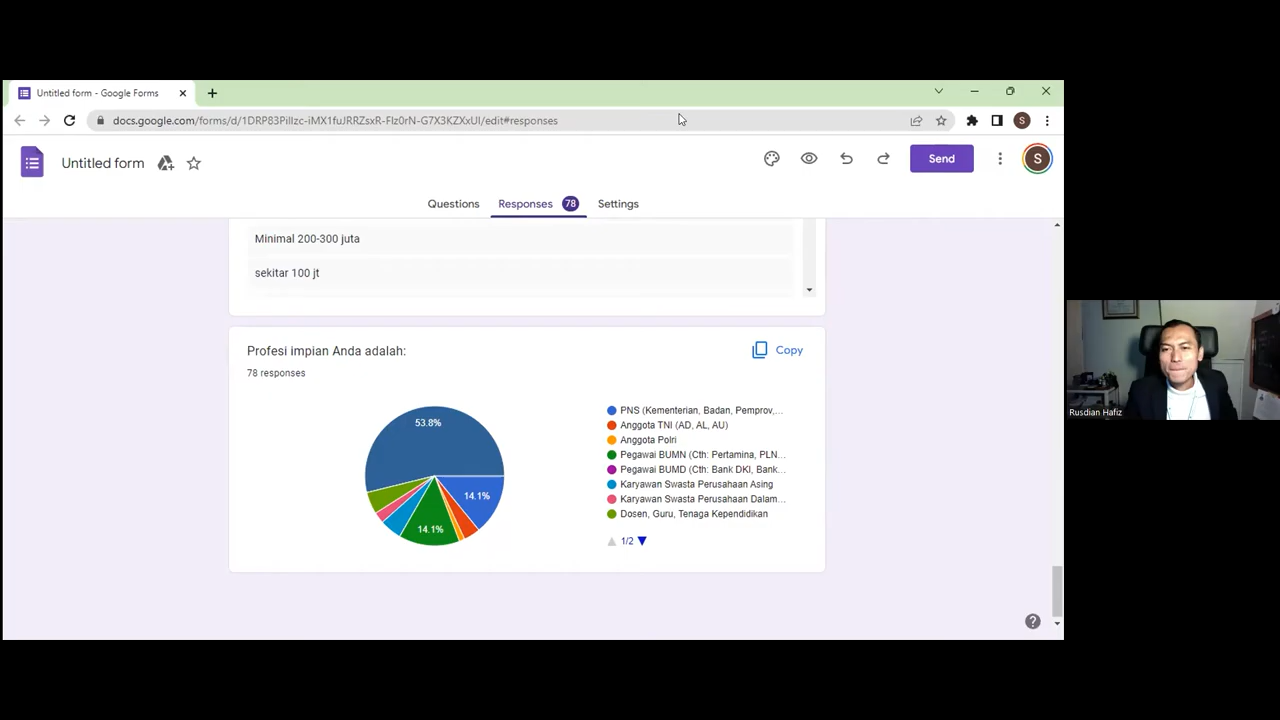 Untitled form - Google Forms
docs.google.com/forms/d/1DRP83PiIlzc-iMX1fuJRRZsxR-FIz0rN-G7X3KZXxUI/edit#responses
S
Untitled form
Send
S
Questions
Responses 78
Settings
Minimal 200-300 juta
sekitar 100 jt
Profesi impian Anda adalah:
Copy
78 responses
53.8%
14.1%
14.1%
PNS (Kementerian, Badan, Pemprov,...
Anggota TNI (AD, AL, AU)
Anggota Polri
Pegawai BUMN (Cth: Pertamina, PLN...
Pegawai BUMD (Cth: Bank DKI, Bank...
Karyawan Swasta Perusahaan Asing
Karyawan Swasta Perusahaan Dalam...
Dosen, Guru, Tenaga Kependidikan
1/2
Rusdian Hafiz